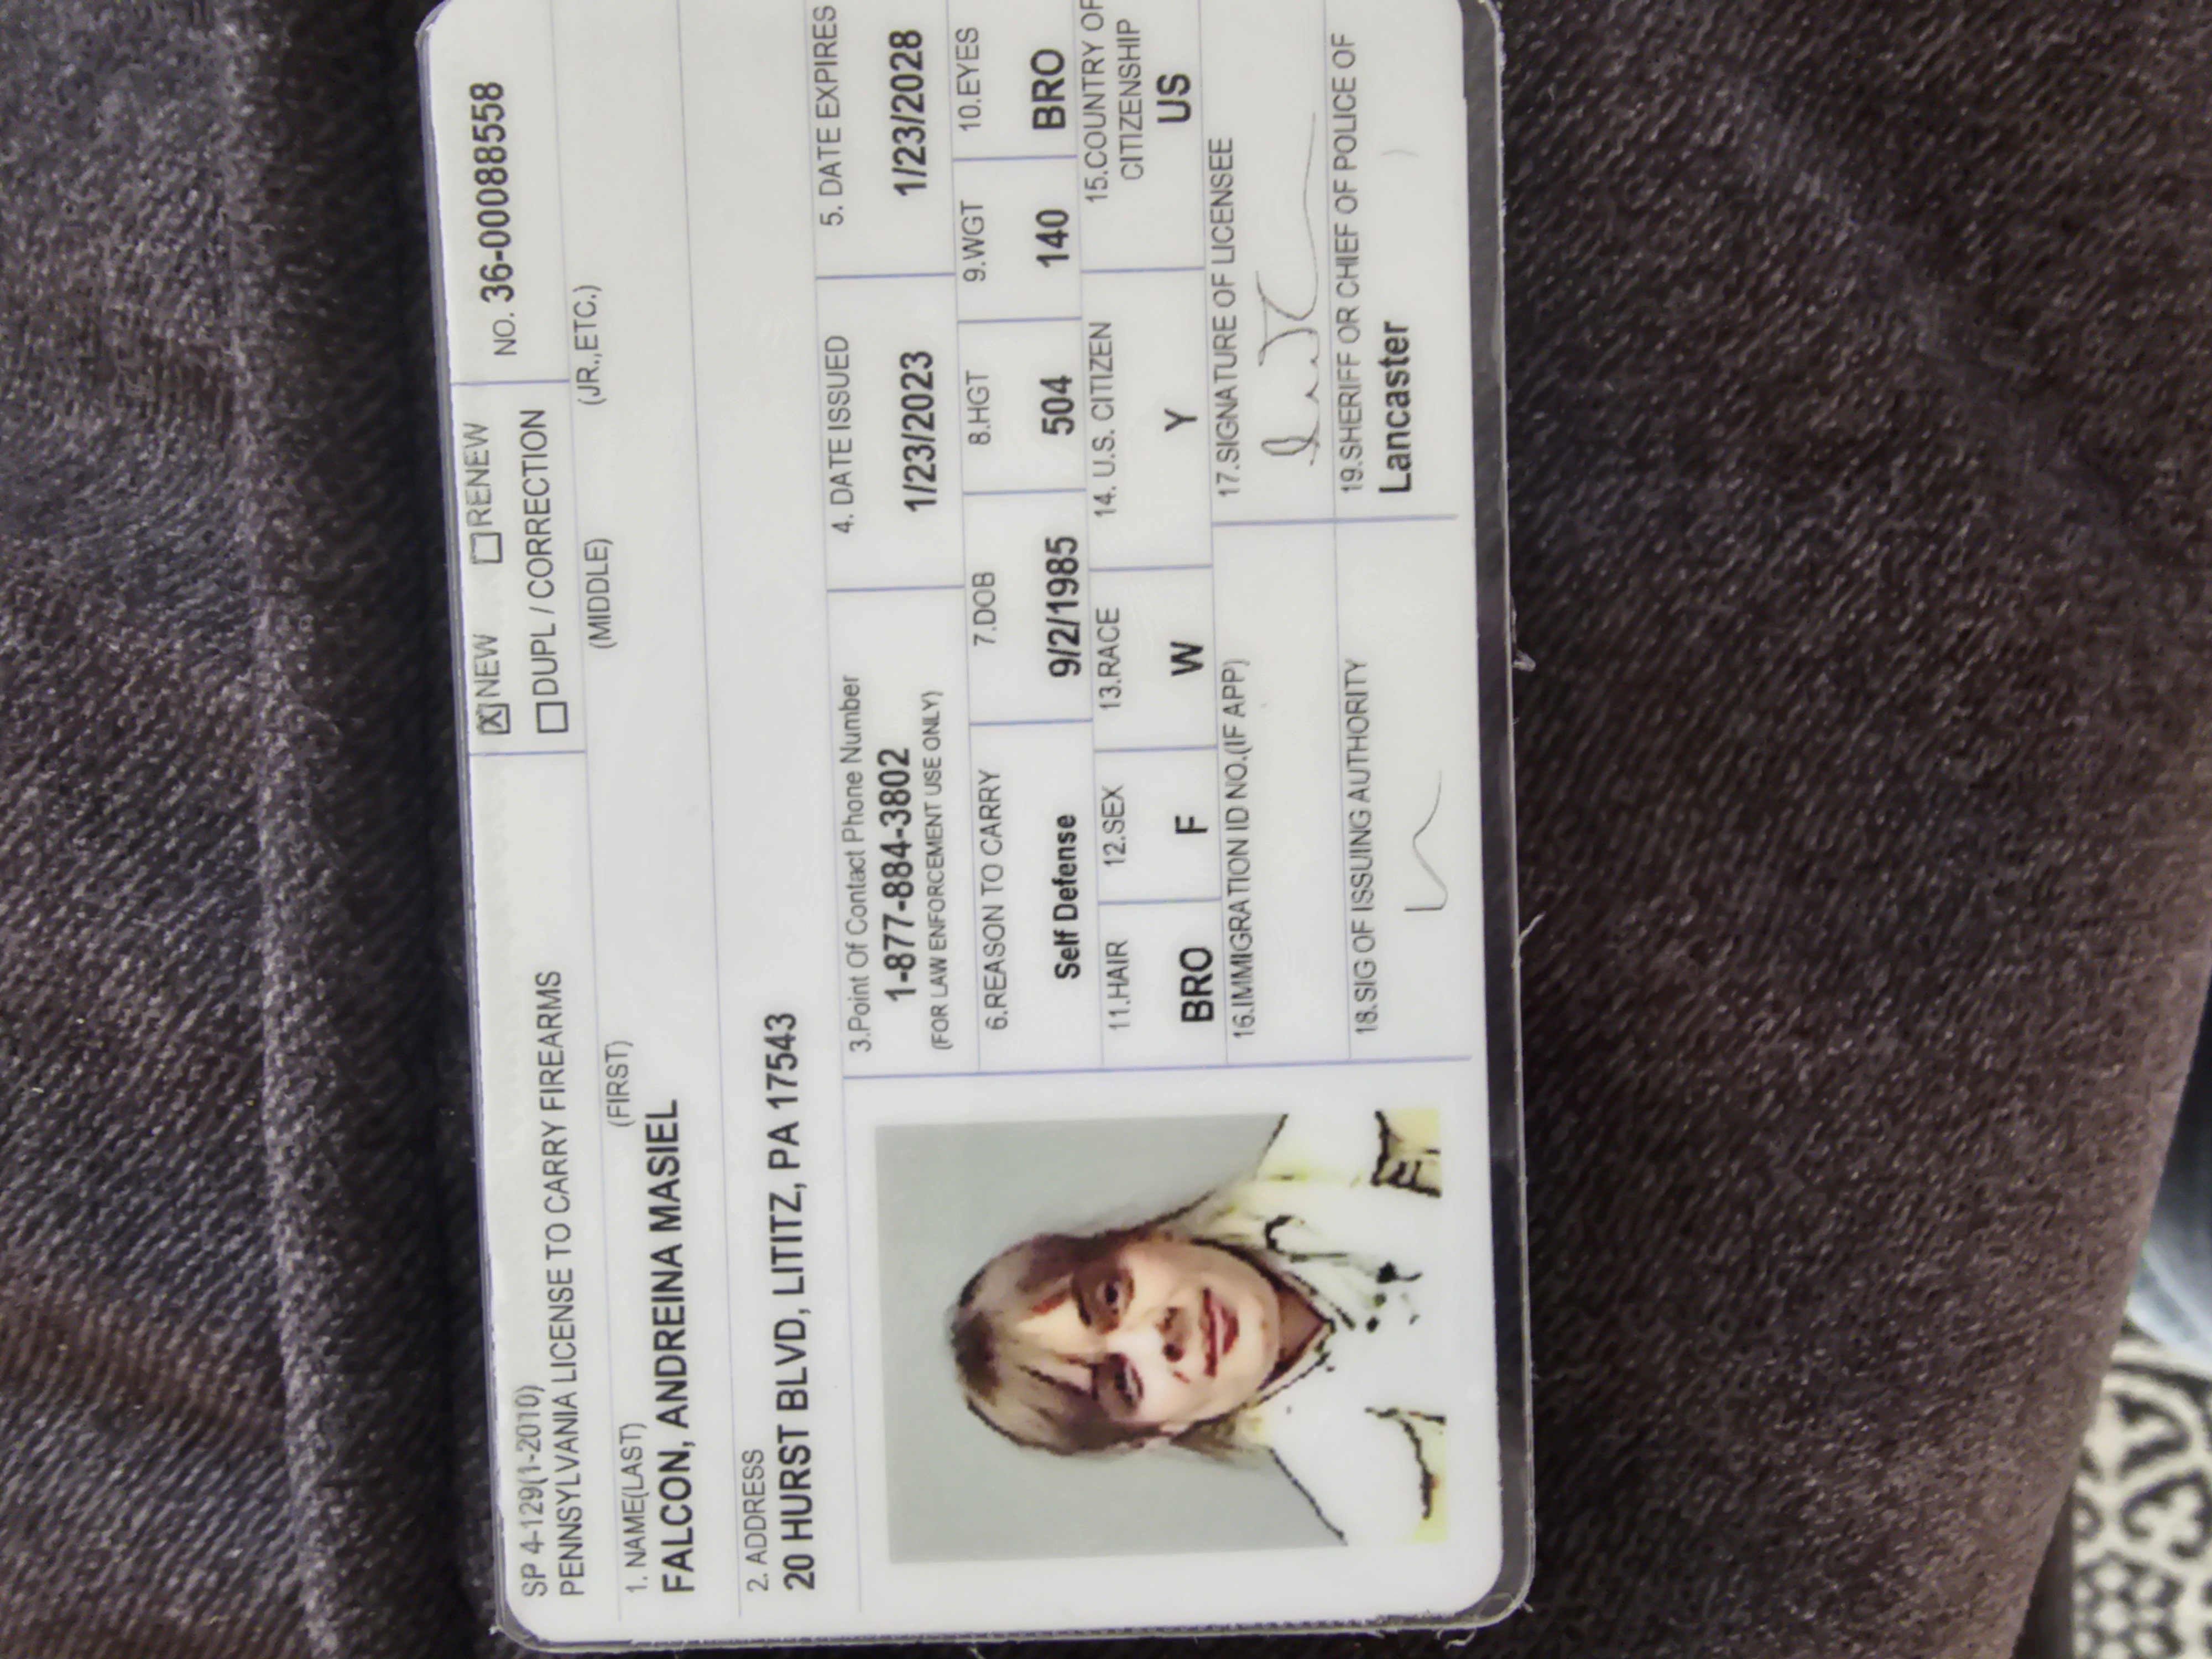 SP 4-129(1-2010)
PENNSYLVANIA LICENSE TO CARRY FIREARMS
X NEW RENEW
DUPL / CORRECTION
NO. 36-00088558
1. NAME(LAST) (FIRST) (MIDDLE) (JR.,ETC.)
FALCON, ANDREINA MASIEL
2. ADDRESS
20 HURST BLVD, LITITZ, PA 17543
3.Point Of Contact Phone Number
1-877-884-3802
(FOR LAW ENFORCEMENT USE ONLY)
4. DATE ISSUED
1/23/2023
5. DATE EXPIRES
1/23/2028
6.REASON TO CARRY
Self Defense
7.DOB
9/2/1985
8.HGT
504
9.WGT
140
10.EYES
BRO
11.HAIR
BRO
12.SEX
F
13.RACE
W
14. U.S. CITIZEN
Y
15.COUNTRY OF
CITIZENSHIP
US
16.IMMIGRATION ID NO.(IF APP)
17.SIGNATURE OF LICENSEE
18.SIG OF ISSUING AUTHORITY
19.SHERIFF OR CHIEF OF POLICE OF
Lancaster